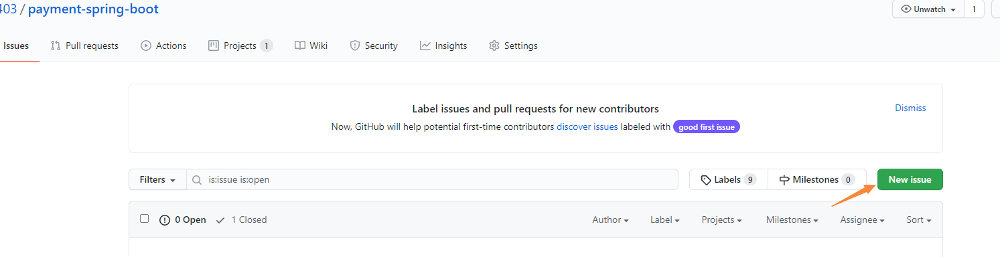 403 / payment-spring-boot
Unwatch 1
Issues Pull requests Actions Projects 1 Wiki Security Insights Settings
Label issues and pull requests for new contributors
Dismiss
Now, GitHub will help potential first-time contributors discover issues labeled with good first issue
Filters is:issue is:open Labels 9 Milestones 0 New issue
0 Open 1 Closed Author Label Projects Milestones Assignee Sort